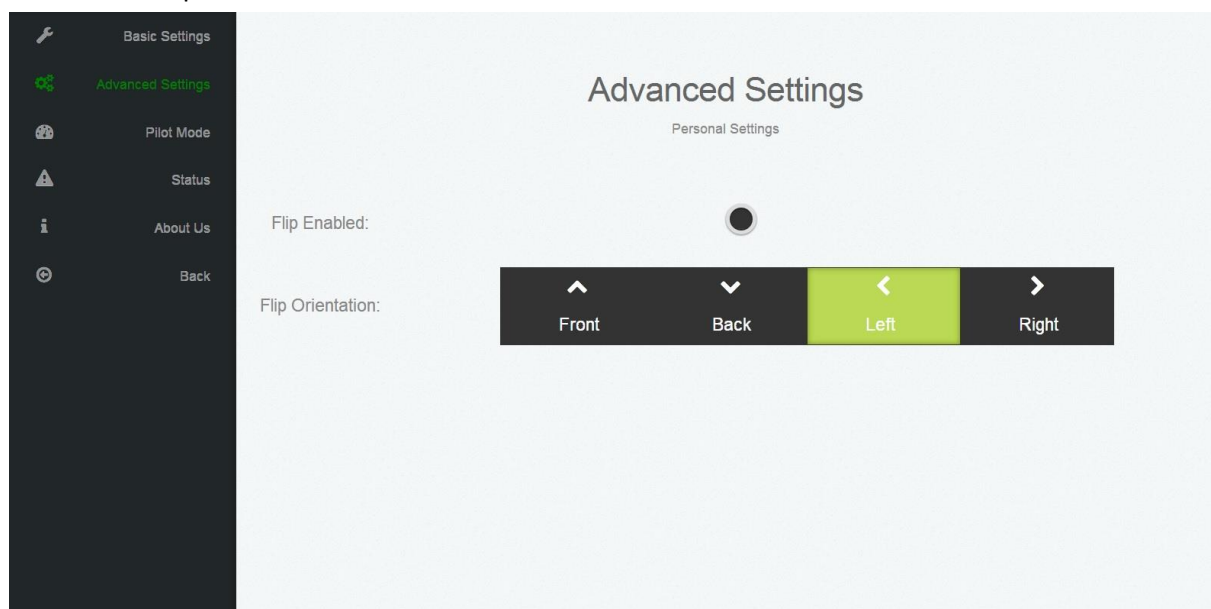 Basic Settings
Advanced Settings
Pilot Mode
Status
About Us
Back
Advanced Settings
Personal Settings
Flip Enabled:
Flip Orientation:
Front Back Left Right